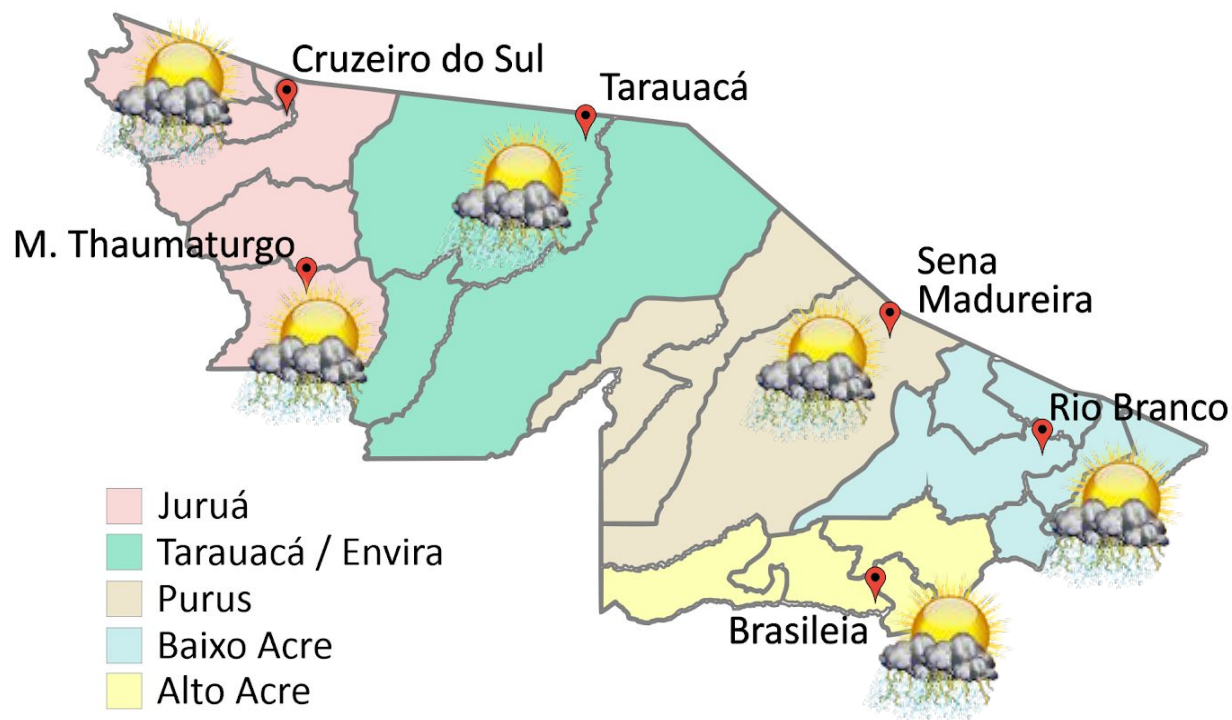 Cruzeiro do Sul
Tarauacá
M. Thaumaturgo
Sena
Madureira
Rio Branco
Brasileia
Juruá
Tarauacá / Envira
Purus
Baixo Acre
Alto Acre